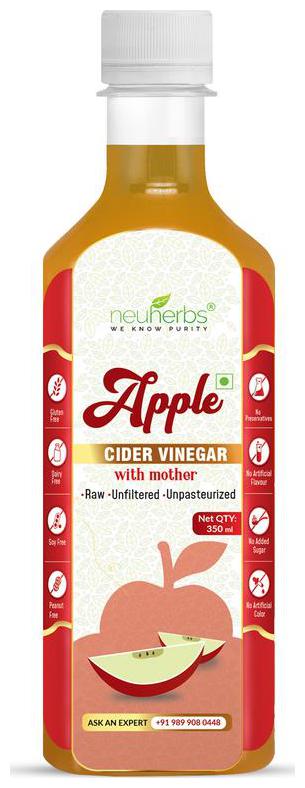 neuherbs®
WE KNOW PURITY
Apple
CIDER VINEGAR
with mother
•Raw •Unfiltered •Unpasteurized
Net QTY:
350 ml
Gluten
Free
Dairy
Free
Soy Free
Peanut
Free
No
Preservatives
No Artificial
Flavour
No Added
Sugar
No Artificial
Color
ASK AN EXPERT +91 989 908 0448